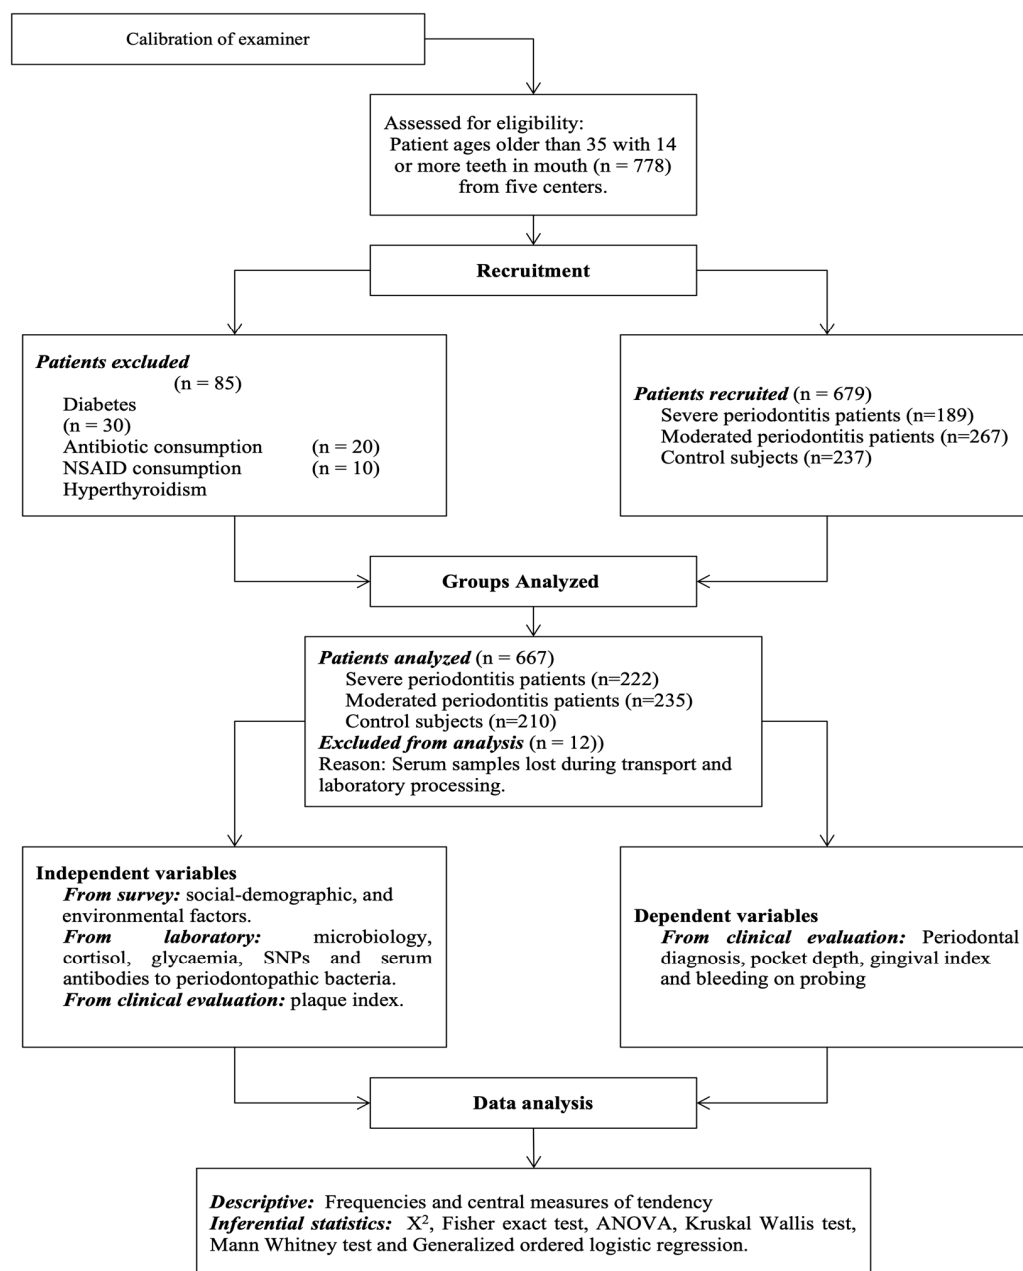 Calibration of examiner
Assessed for eligibility:
Patient ages older than 35 with 14
or more teeth in mouth (n = 778)
from five centers.
Recruitment
Patients excluded
(n = 85)
Diabetes
(n = 30)
Antibiotic consumption (n = 20)
NSAID consumption (n = 10)
Hyperthyroidism
Patients recruited (n = 679)
Severe periodontitis patients (n=189)
Moderated periodontitis patients (n=267)
Control subjects (n=237)
Groups Analyzed
Patients analyzed (n = 667)
Severe periodontitis patients (n=222)
Moderated periodontitis patients (n=235)
Control subjects (n=210)
Excluded from analysis (n = 12))
Reason: Serum samples lost during transport and
laboratory processing.
Independent variables
From survey: social-demographic, and
environmental factors.
From laboratory: microbiology,
cortisol, glycaemia, SNPs and serum
antibodies to periodontopathic bacteria.
From clinical evaluation: plaque index.
Dependent variables
From clinical evaluation: Periodontal
diagnosis, pocket depth, gingival index
and bleeding on probing
Data analysis
Descriptive: Frequencies and central measures of tendency
Inferential statistics: X², Fisher exact test, ANOVA, Kruskal Wallis test,
Mann Whitney test and Generalized ordered logistic regression.